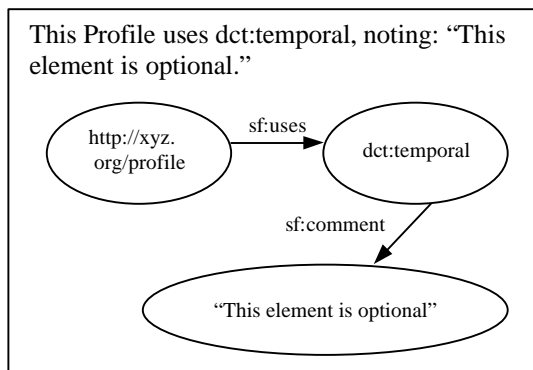 This Profile uses dct:temporal, noting: “This
element is optional.”
http://xyz.
org/profile
sf:uses
dct:temporal
sf:comment
“This element is optional”